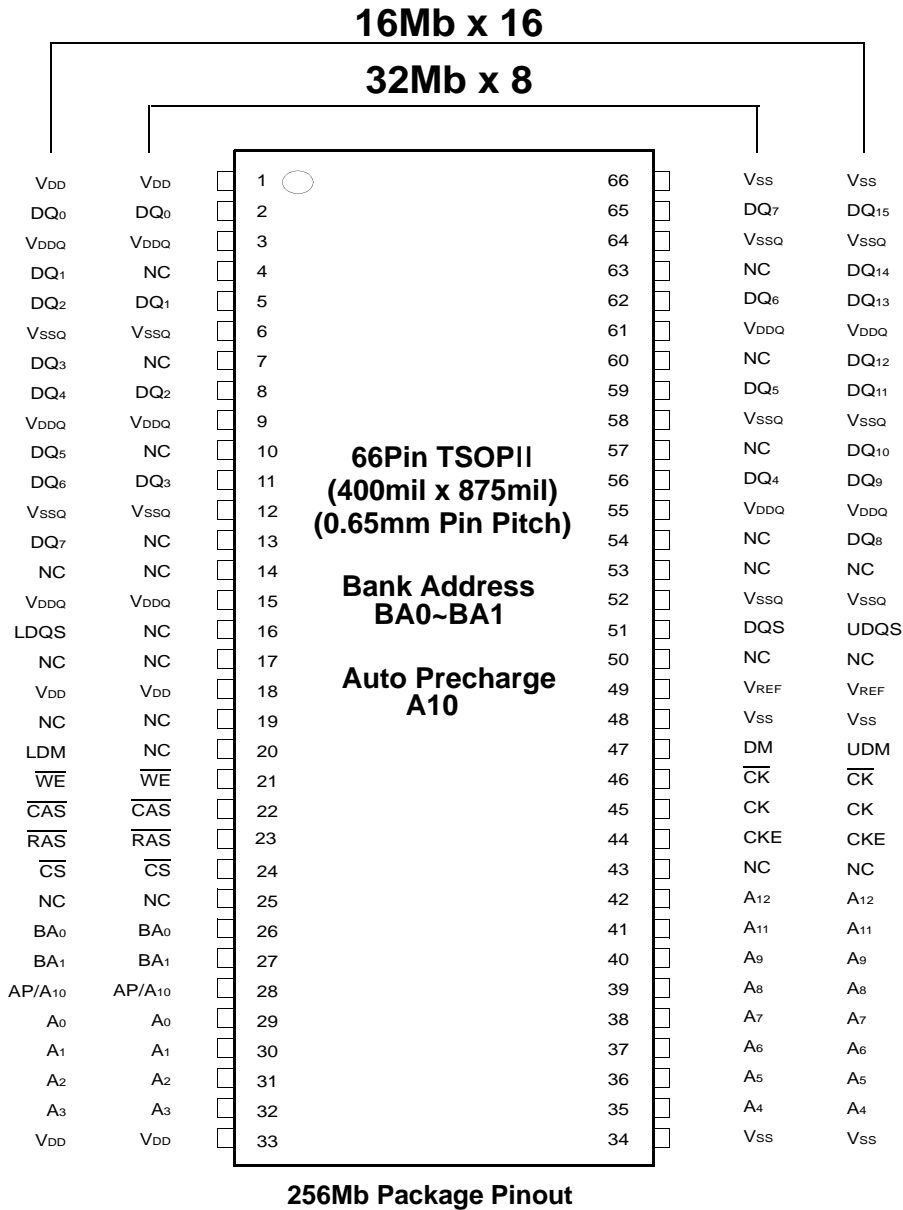 16Mb x 16
32Mb x 8
VDD VDD 1 66 VSS VSS
DQ0 DQ0 2 65 DQ7 DQ15
VDDQ VDDQ 3 64 VSSQ VSSQ
DQ1 NC 4 63 NC DQ14
DQ2 DQ1 5 62 DQ6 DQ13
VSSQ VSSQ 6 61 VDDQ VDDQ
DQ3 NC 7 60 NC DQ12
DQ4 DQ2 8 59 DQ5 DQ11
VDDQ VDDQ 9 58 VSSQ VSSQ
DQ5 NC 10 57 NC DQ10
DQ6 DQ3 11 56 DQ4 DQ9
VSSQ VSSQ 12 55 VDDQ VDDQ
DQ7 NC 13 54 NC DQ8
NC NC 14 53 NC NC
VDDQ VDDQ 15 52 VSSQ VSSQ
LDQS NC 16 51 DQS UDQS
NC NC 17 50 NC NC
VDD VDD 18 49 VREF VREF
NC NC 19 48 VSS VSS
LDM NC 20 47 DM UDM
W̅E̅ W̅E̅ 21 46 C̅K̅ C̅K̅
C̅A̅S̅ C̅A̅S̅ 22 45 CK CK
R̅A̅S̅ R̅A̅S̅ 23 44 CKE CKE
C̅S̅ C̅S̅ 24 43 NC NC
NC NC 25 42 A12 A12
BA0 BA0 26 41 A11 A11
BA1 BA1 27 40 A9 A9
AP/A10 AP/A10 28 39 A8 A8
A0 A0 29 38 A7 A7
A1 A1 30 37 A6 A6
A2 A2 31 36 A5 A5
A3 A3 32 35 A4 A4
VDD VDD 33 34 VSS VSS
66Pin TSOPII
(400mil x 875mil)
(0.65mm Pin Pitch)
Bank Address
BA0~BA1
Auto Precharge
A10
256Mb Package Pinout